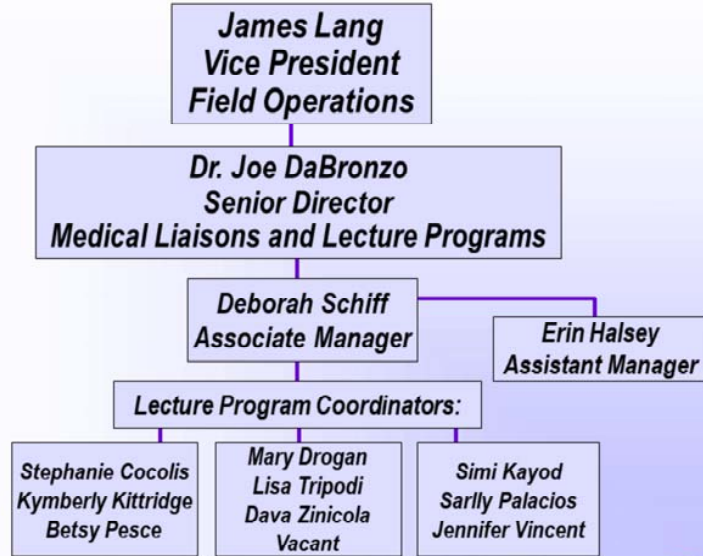 James Lang
Vice President
Field Operations
Dr. Joe DaBronzo
Senior Director
Medical Liaisons and Lecture Programs
Deborah Schiff
Associate Manager
Erin Halsey
Assistant Manager
Lecture Program Coordinators:
Stephanie Cocolis
Kymberly Kittridge
Betsy Pesce
Mary Drogan
Lisa Tripodi
Dava Zinicola
Vacant
Simi Kayod
Sarlly Palacios
Jennifer Vincent